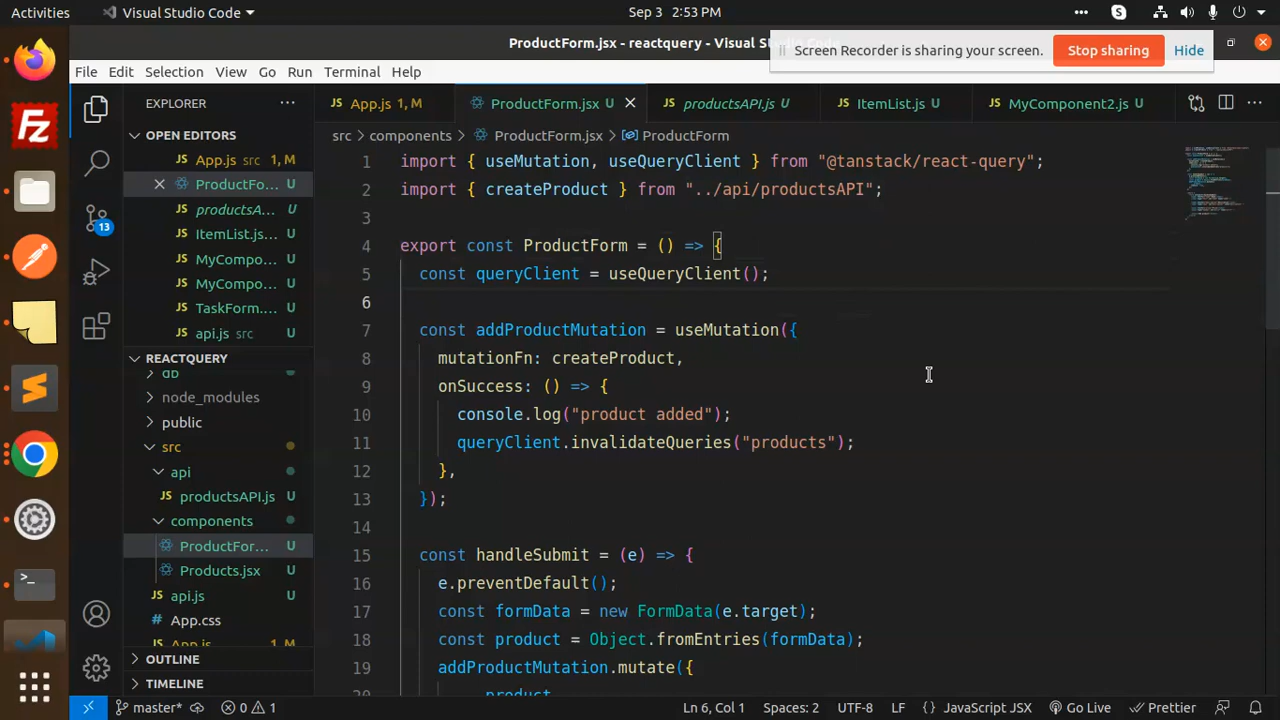 Activities
Visual Studio Code
Sep 3 2:53 PM
ProductForm.jsx - reactquery - Visual Stu
Screen Recorder is sharing your screen.
Stop sharing
Hide
File Edit Selection View Go Run Terminal Help
EXPLORER
App.js 1, M
ProductForm.jsx U
productsAPI.js U
ItemList.js U
MyComponent2.js U
src > components > ProductForm.jsx > ProductForm
OPEN EDITORS
App.js src 1, M
ProductFo... U
productsA... U
ItemList.js... U
MyCompo... U
MyCompo... U
TaskForm.... U
api.js src U
REACTQUERY
db
node_modules
public
src
api
productsAPI.js U
components
ProductFor... U
Products.jsx U
api.js U
App.css
App.js 1, M
OUTLINE
TIMELINE
13
1 import { useMutation, useQueryClient } from "@tanstack/react-query";
2 import { createProduct } from "../api/productsAPI";
3
4 export const ProductForm = () => {
5 const queryClient = useQueryClient();
6
7 const addProductMutation = useMutation({
8 mutationFn: createProduct,
9 onSuccess: () => {
10 console.log("product added");
11 queryClient.invalidateQueries("products");
12 },
13 });
14
15 const handleSubmit = (e) => {
16 e.preventDefault();
17 const formData = new FormData(e.target);
18 const product = Object.fromEntries(formData);
19 addProductMutation.mutate({
20 ...product
master* 0 1
Ln 6, Col 1
Spaces: 2
UTF-8
LF
{ } JavaScript JSX
Go Live
Prettier